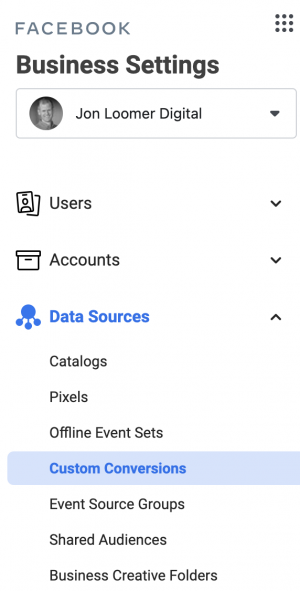 FACEBOOK
Business Settings
Jon Loomer Digital
Users
Accounts
Data Sources
Catalogs
Pixels
Offline Event Sets
Custom Conversions
Event Source Groups
Shared Audiences
Business Creative Folders